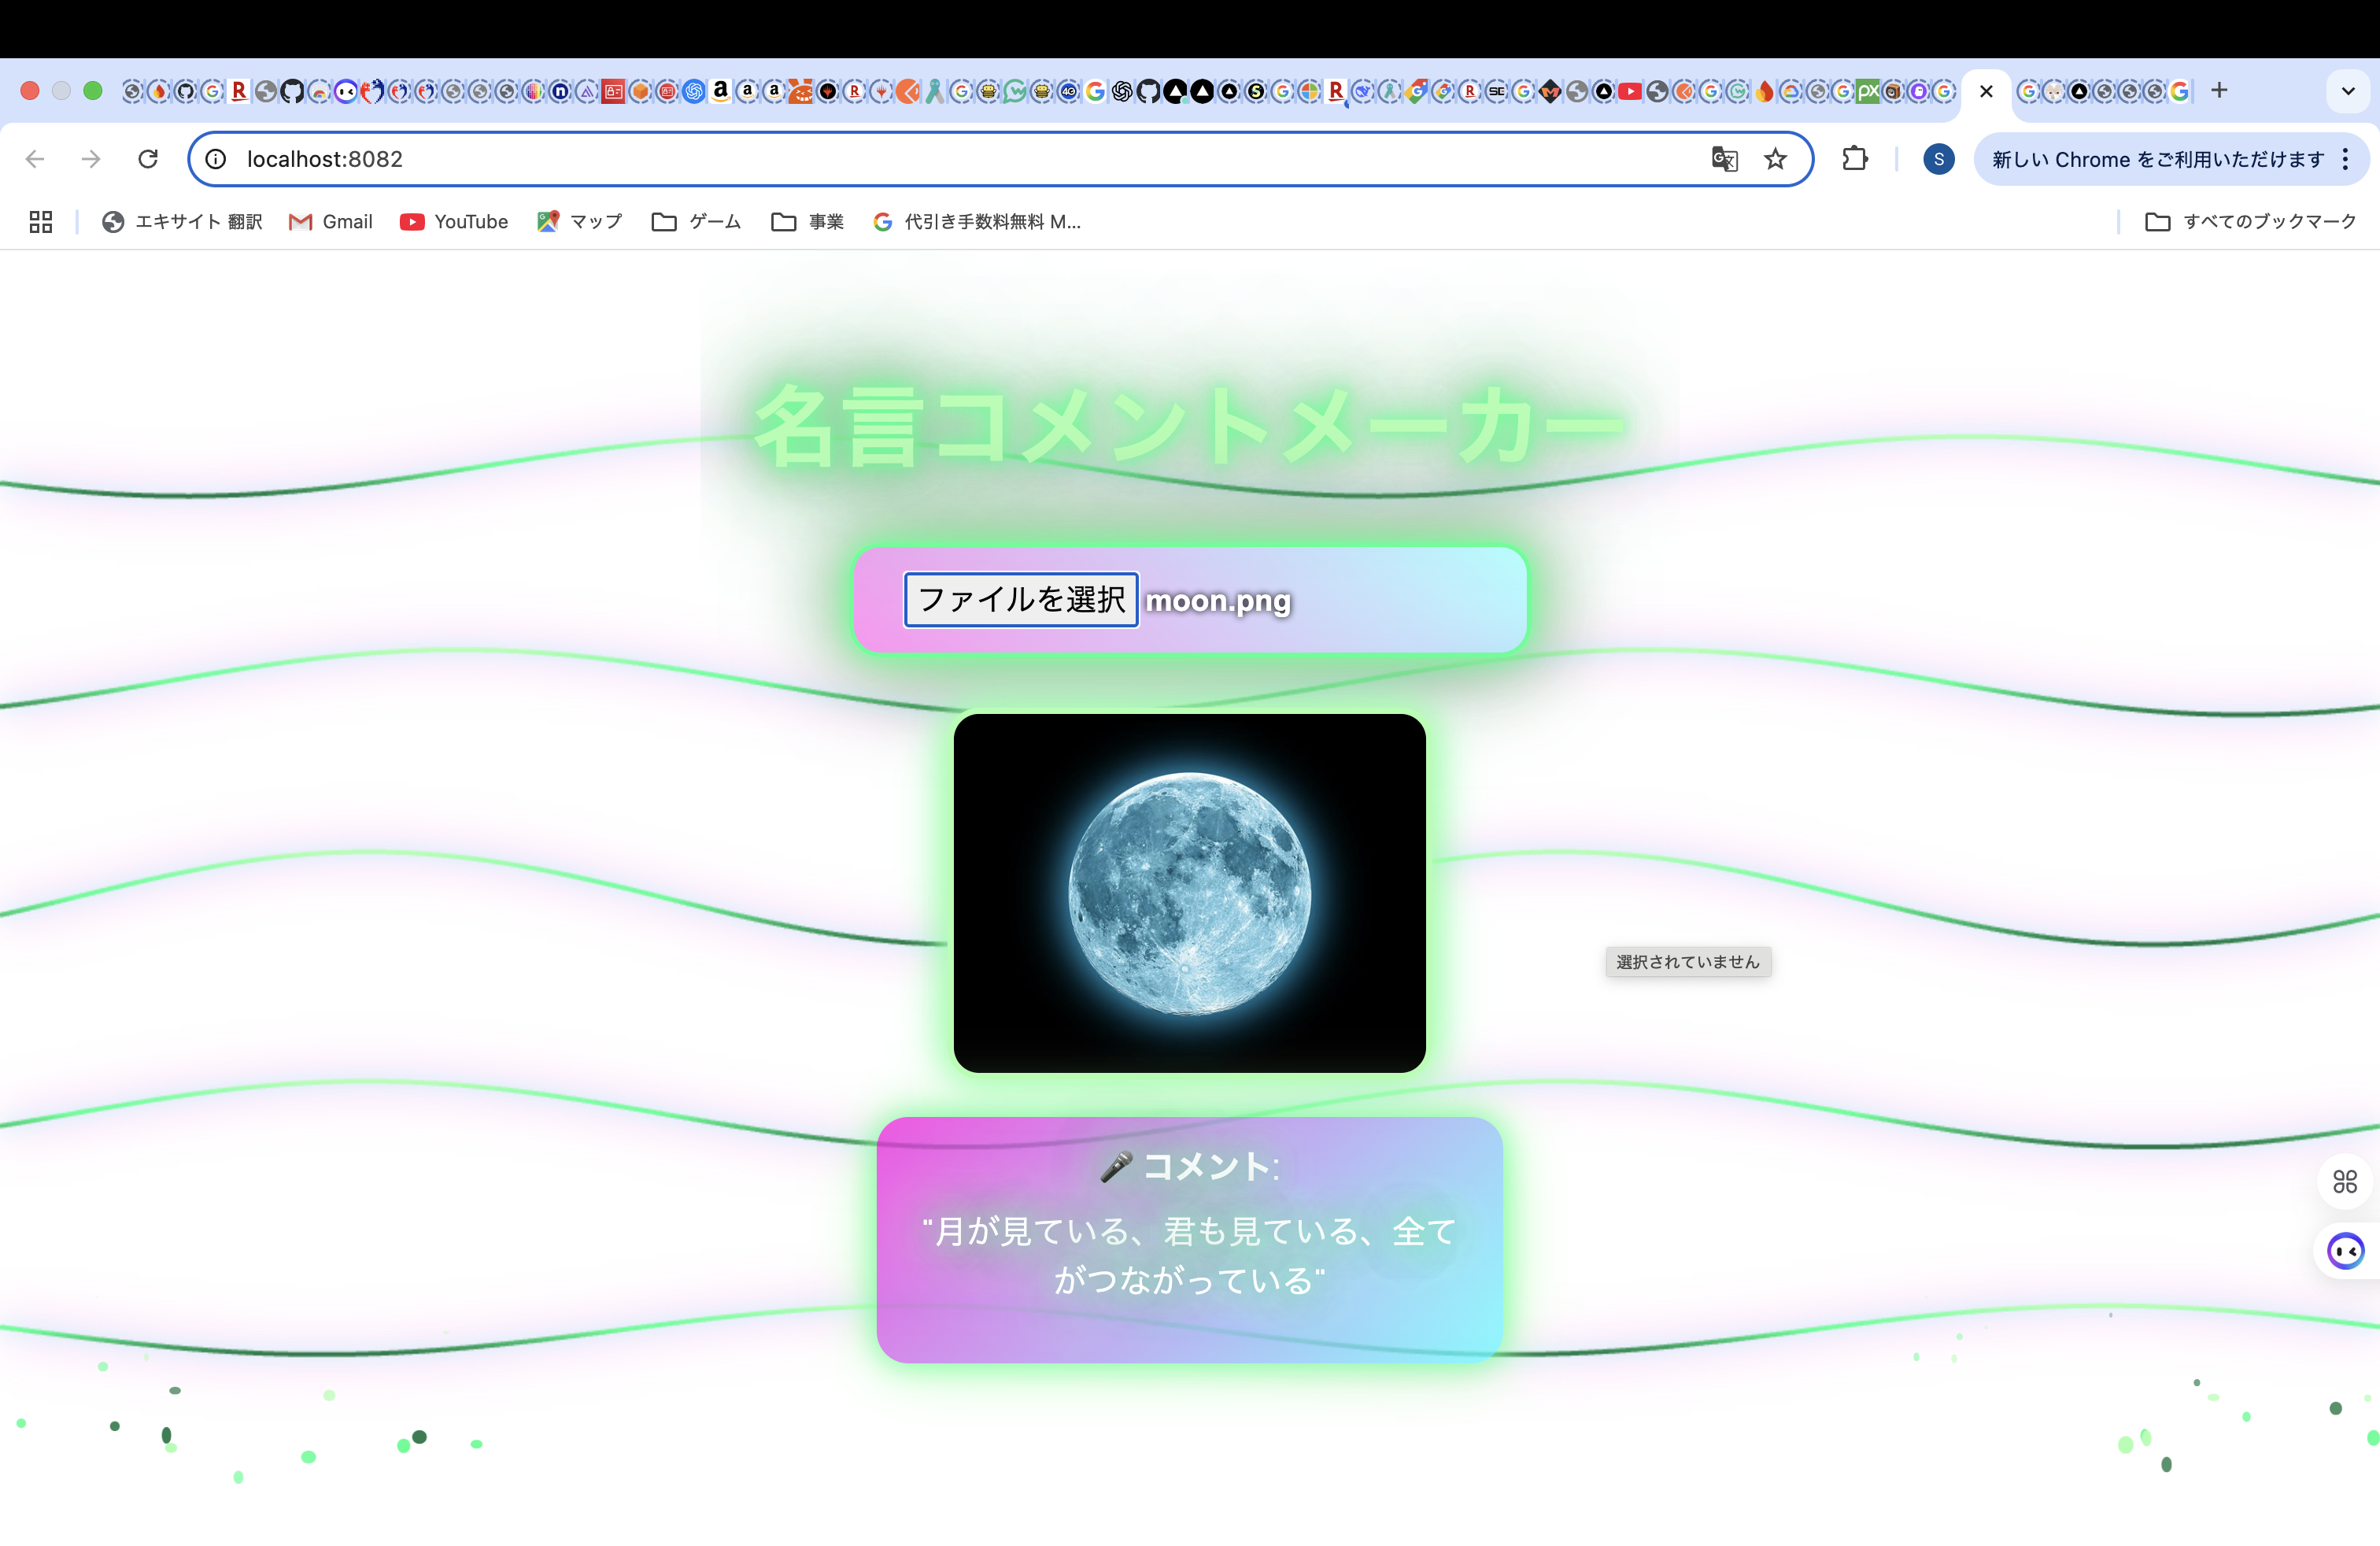 localhost:8082
新しい Chrome をご利用いただけます
エキサイト 翻訳
Gmail
YouTube
マップ
ゲーム
事業
代引き手数料無料 M...
すべてのブックマーク
名言コメントメーカー
ファイルを選択 moon.png
選択されていません
🎤 コメント:
"月が見ている、君も見ている、全て
がつながっている"